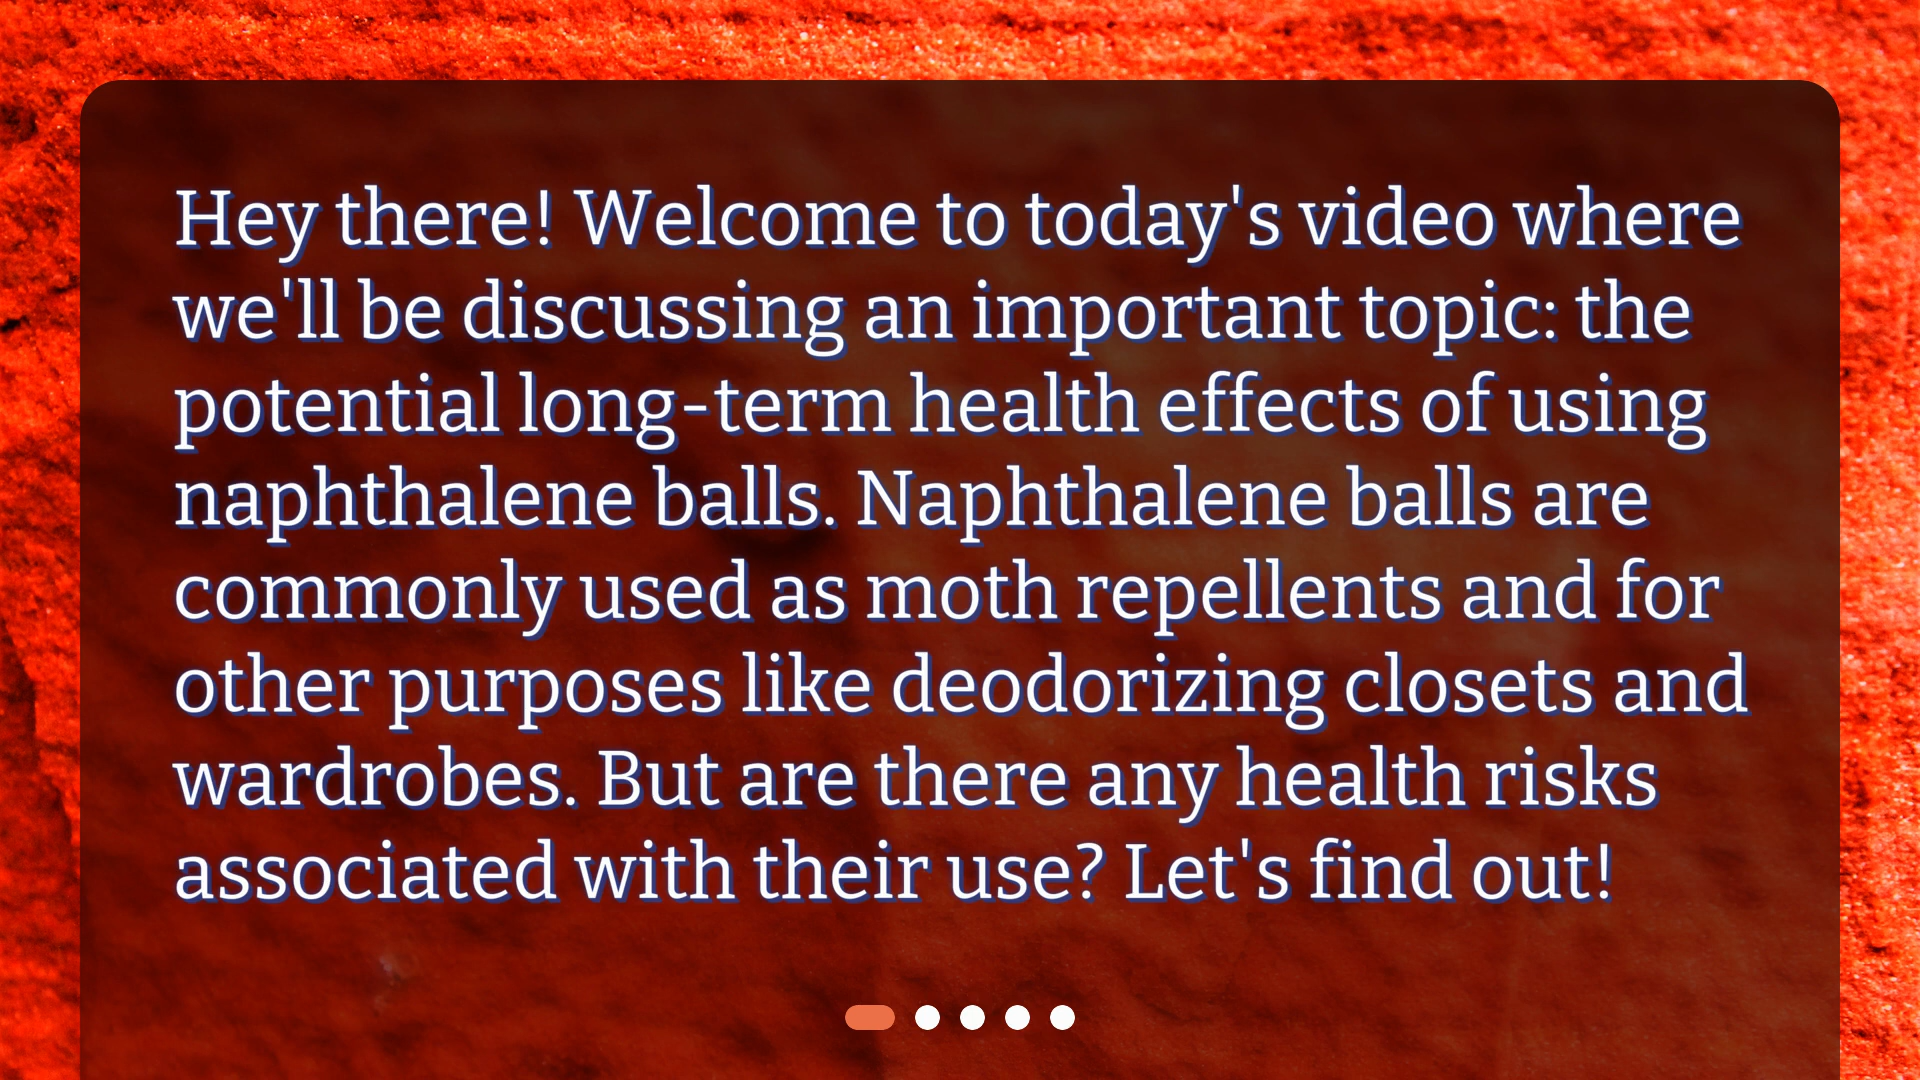 Hey there! Welcome to today's video where
we'll be discussing an important topic: the
potential long-term health effects of using
naphthalene balls. Naphthalene balls are
commonly used as moth repellents and for
other purposes like deodorizing closets and
wardrobes. But are there any health risks
associated with their use? Let's find out!